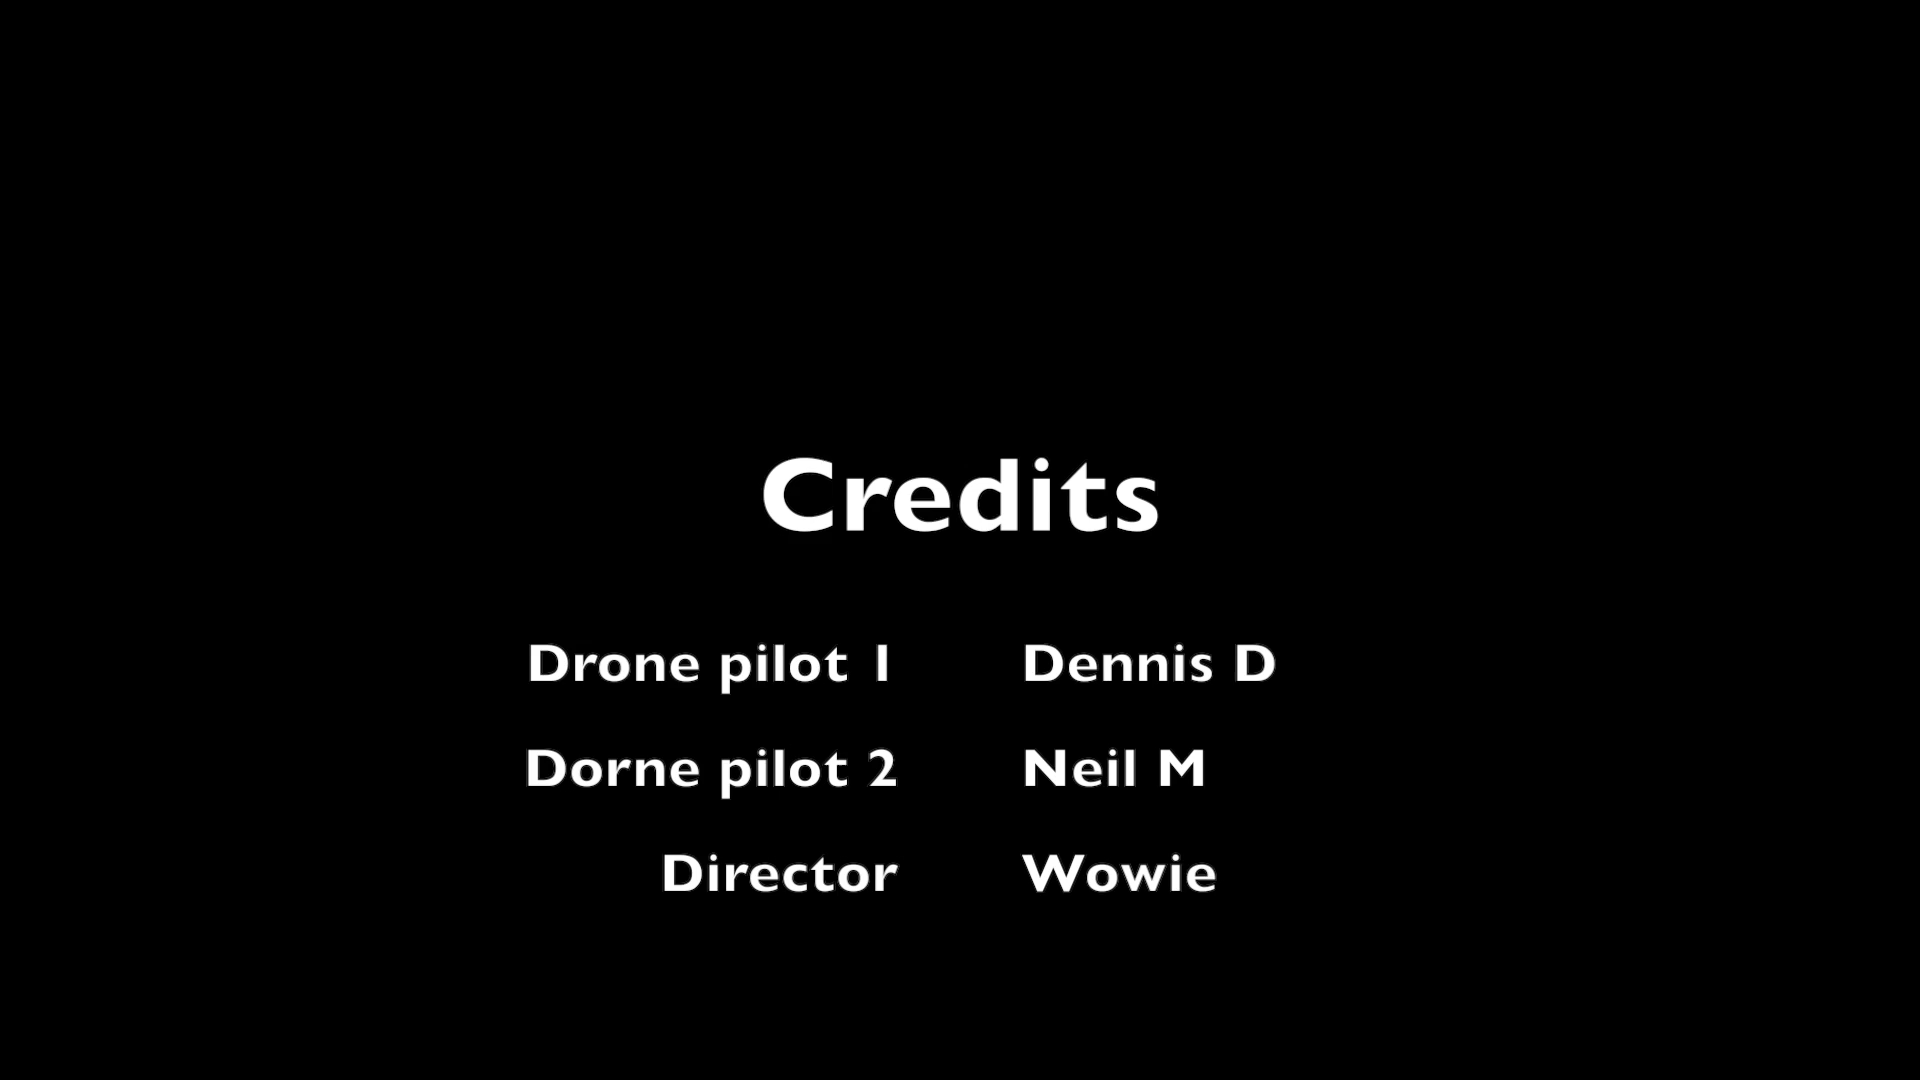 Credits
Drone pilot 1 Dennis D
Dorne pilot 2 Neil M
Director Wowie